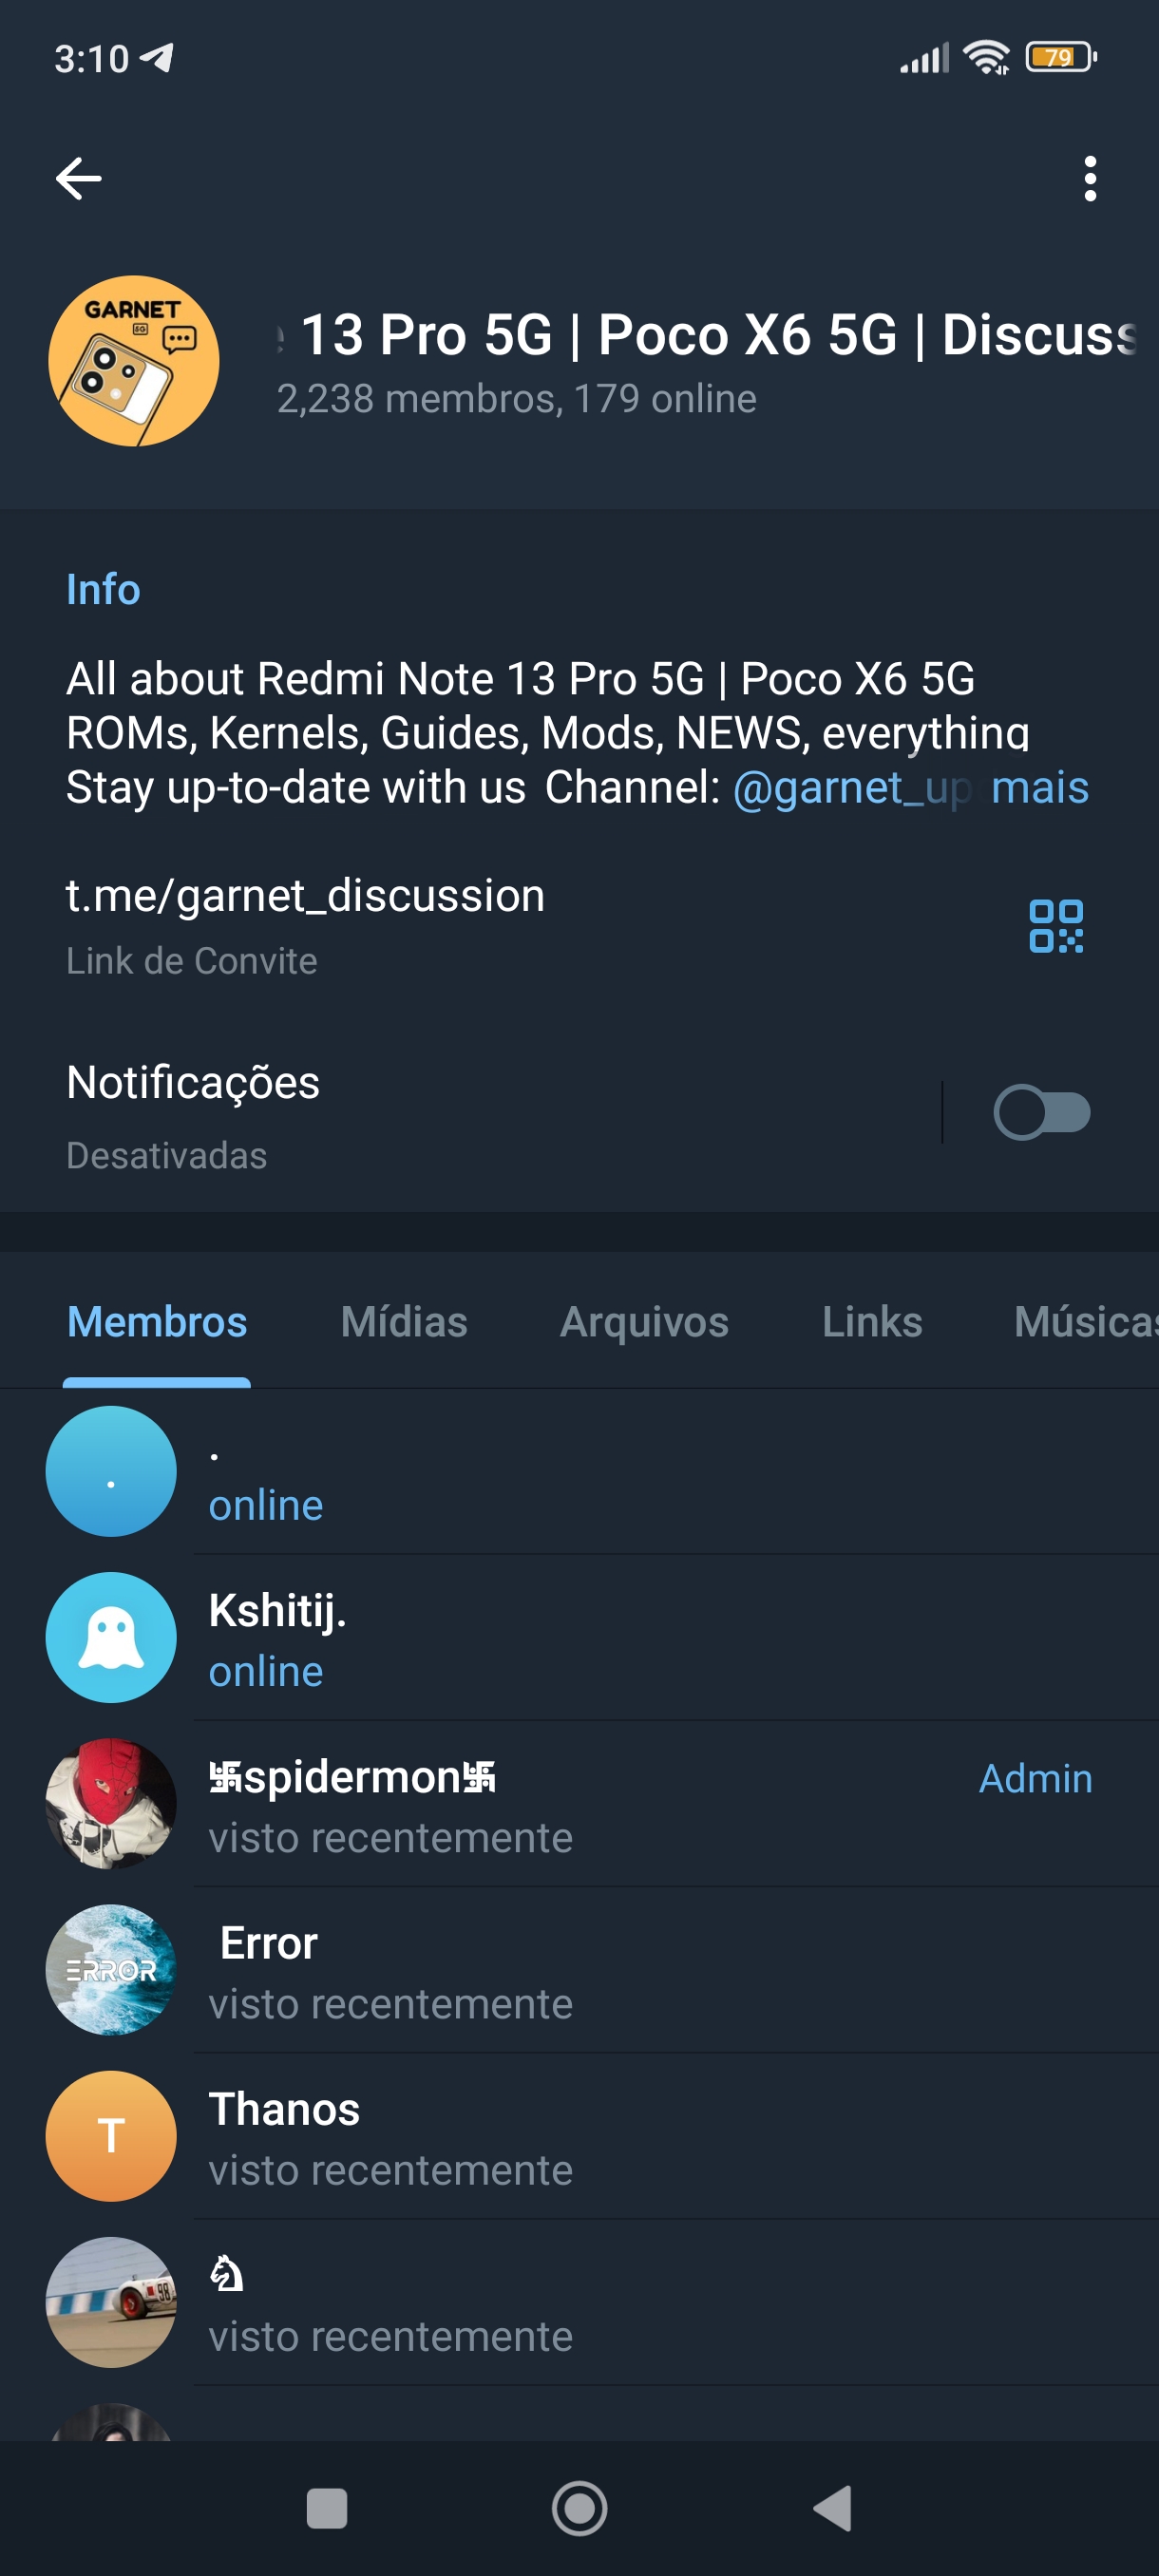 3:10
79
GARNET
5G
13 Pro 5G | Poco X6 5G | Discuss
2,238 membros, 179 online
Info
All about Redmi Note 13 Pro 5G | Poco X6 5G
ROMs, Kernels, Guides, Mods, NEWS, everything
Stay up-to-date with us Channel: @garnet_up mais
t.me/garnet_discussion
Link de Convite
Notificações
Desativadas
Membros Mídias Arquivos Links Músicas
. .
online
Kshitij.
online
卐spidermon卐 Admin
visto recentemente
ERROR
Error
visto recentemente
T
Thanos
visto recentemente
98
♘
visto recentemente